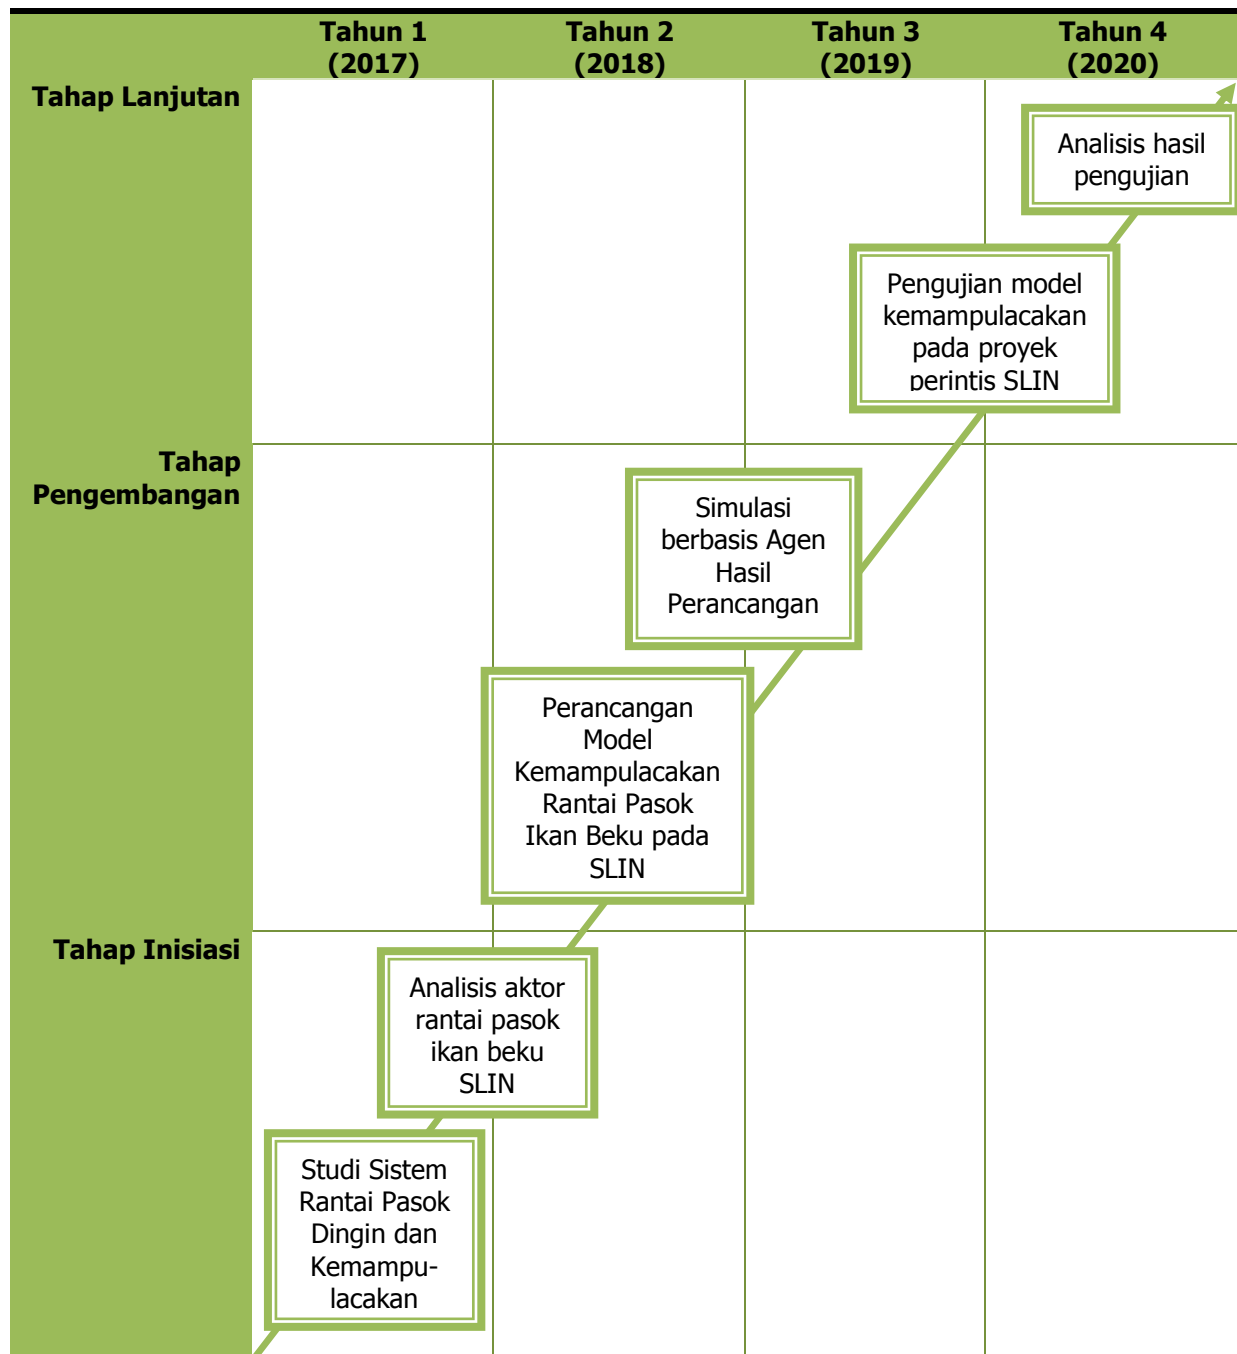 Tahun 1
(2017)
Tahun 2
(2018)
Tahun 3
(2019)
Tahun 4
(2020)
Tahap Lanjutan
Analisis hasil
pengujian
Pengujian model
kemampulacakan
pada proyek
perintis SLIN
Tahap
Pengembangan
Simulasi
berbasis Agen
Hasil
Perancangan
Perancangan
Model
Kemampulacakan
Rantai Pasok
Ikan Beku pada
SLIN
Tahap Inisiasi
Analisis aktor
rantai pasok
ikan beku
SLIN
Studi Sistem
Rantai Pasok
Dingin dan
Kemampu-
lacakan